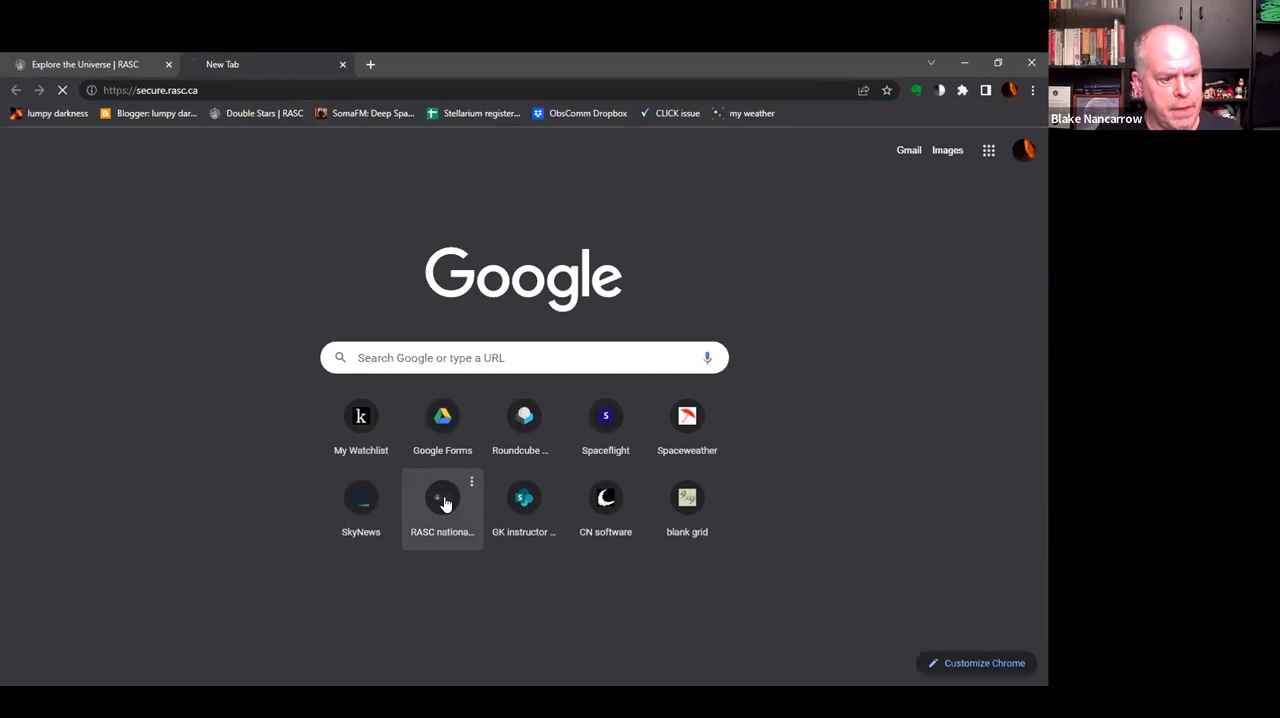 Explore the Universe | RASC
New Tab
https://secure.rasc.ca
lumpy darkness
Blogger: lumpy dar...
Double Stars | RASC
SomaFM: Deep Spa...
Stellarium register...
ObsComm Dropbox
CLICK issue
my weather
Blake Nancarrow
Gmail
Images
Google
Search Google or type a URL
k
S
My Watchlist
Google Forms
Roundcube ...
Spaceflight
Spaceweather
S
9x9
SkyNews
RASC nationa...
GK instructor ...
CN software
blank grid
Customize Chrome